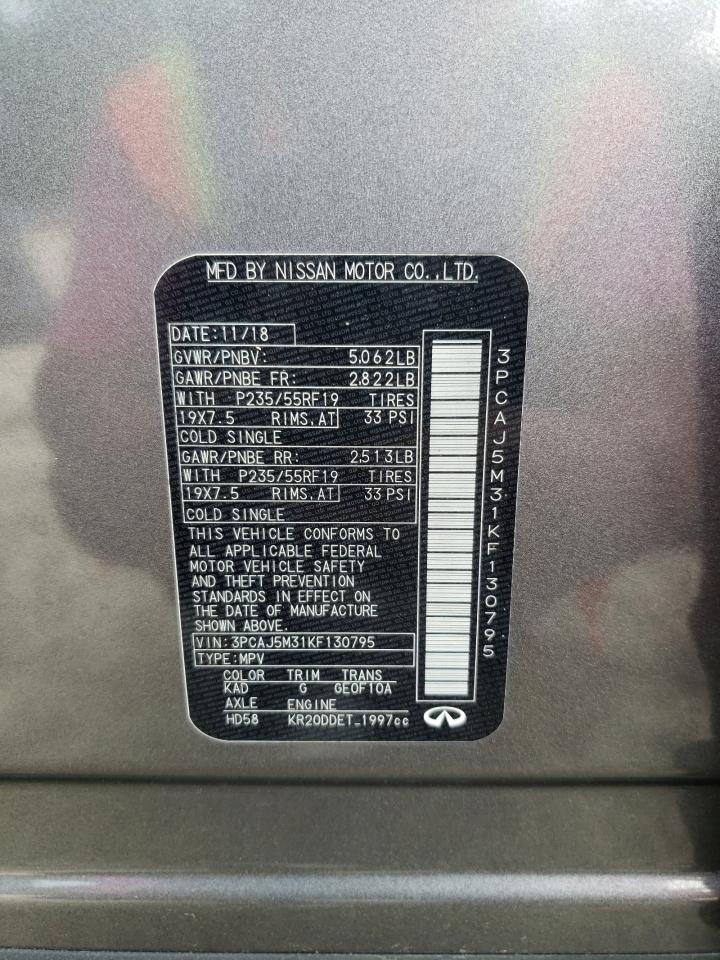 MFD BY NISSAN MOTOR CO.,LTD.
DATE:11/18
GVWR/PNBV: 5.062LB
GAWR/PNBE FR: 2.822LB
WITH P235/55RF19 TIRES
19X7.5 RIMS.AT 33 PSI
COLD SINGLE
GAWR/PNBE RR: 2.513LB
WITH P235/55RF19 TIRES
19X7.5 RIMS.AT 33 PSI
COLD SINGLE
THIS VEHICLE CONFORMS TO
ALL APPLICABLE FEDERAL
MOTOR VEHICLE SAFETY
AND THEFT PREVENTION
STANDARDS IN EFFECT ON
THE DATE OF MANUFACTURE
SHOWN ABOVE.
VIN:3PCAJ5M31KF130795
TYPE:MPV
COLOR TRIM TRANS
KAD G GE0F10A
AXLE ENGINE
HD58 KR20DDET_1997cc
3PCAJ5M31KF130795